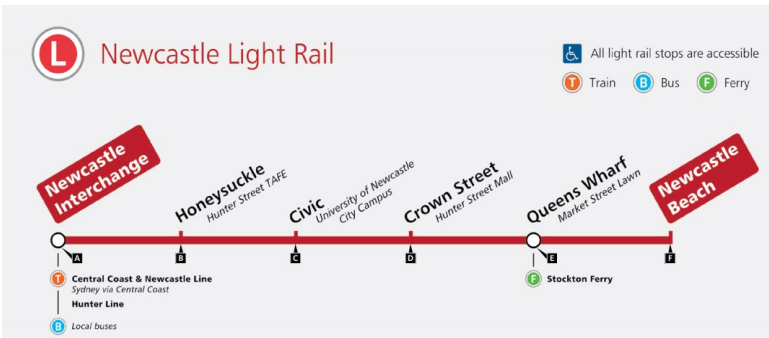 L Newcastle Light Rail
All light rail stops are accessible
T Train B Bus F Ferry
Newcastle
Interchange
Honeysuckle
Hunter Street TAFE
Civic
University of Newcastle
City Campus
Crown Street
Hunter Street Mall
Queens Wharf
Market Street Lawn
Newcastle
Beach
A B C D E F
T Central Coast & Newcastle Line
Sydney via Central Coast
Hunter Line
B Local buses
F Stockton Ferry